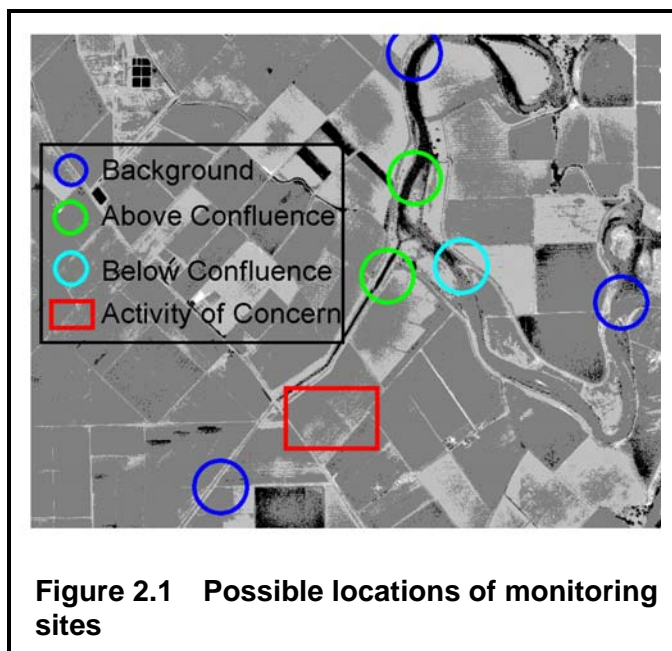 Background
Above Confluence
Below Confluence
Activity of Concern
Figure 2.1 Possible locations of monitoring
sites